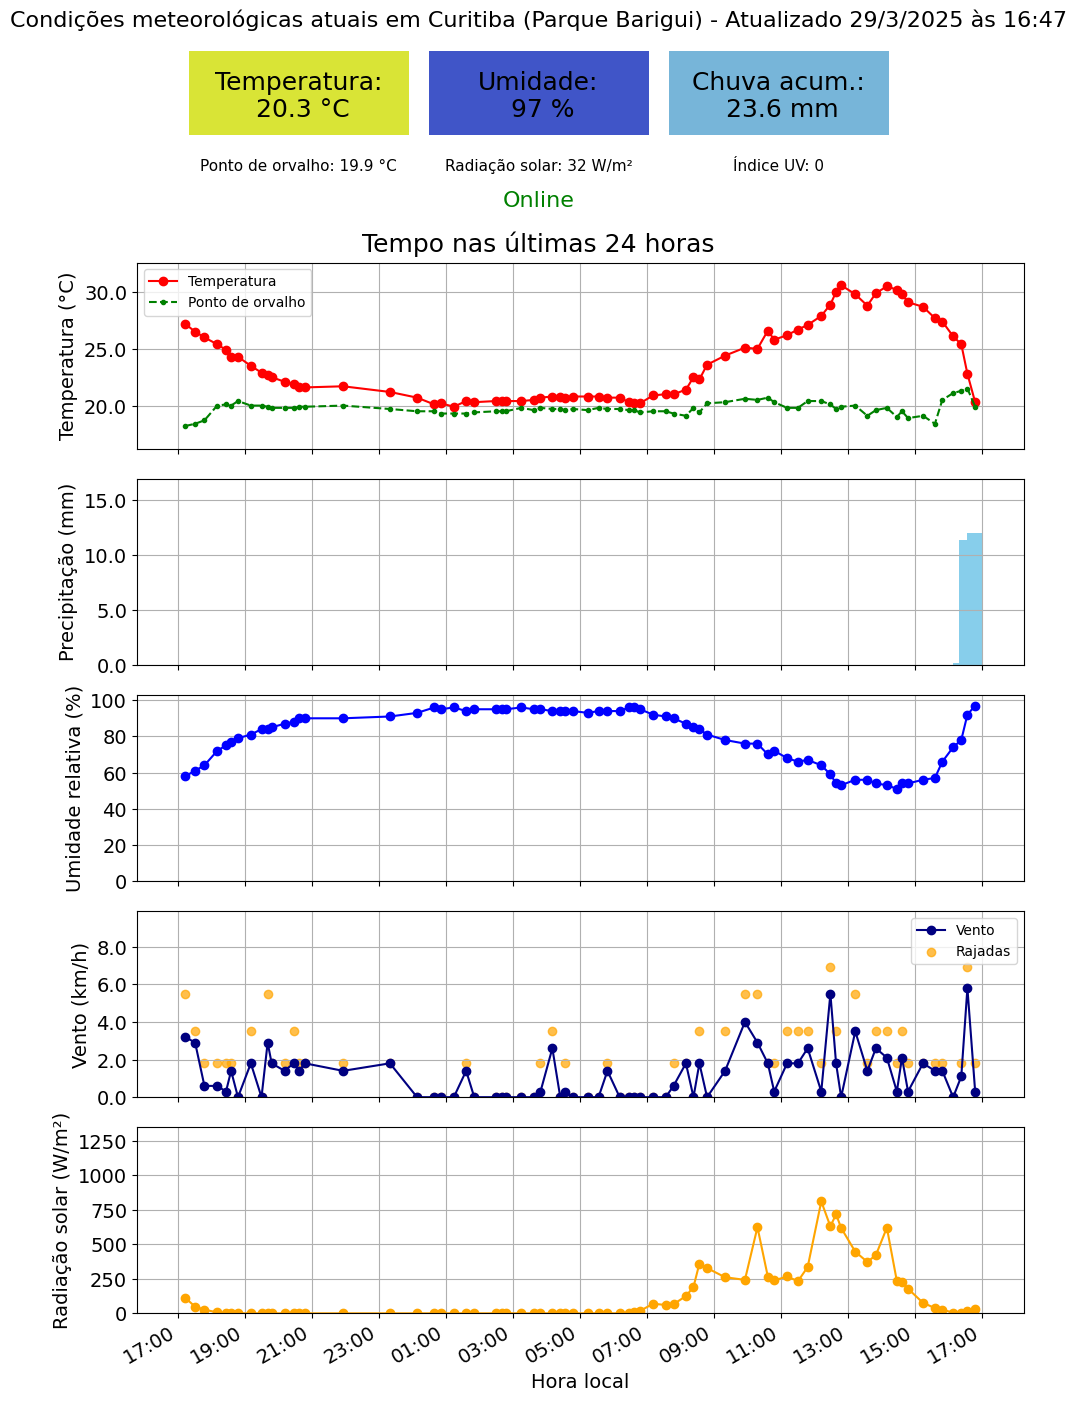 Condições meteorológicas atuais em Curitiba (Parque Barigui) - Atualizado 29/3/2025 às 16:47
Temperatura:
20.3 °C
Umidade:
97 %
Chuva acum.:
23.6 mm
Ponto de orvalho: 19.9 °C
Radiação solar: 32 W/m²
Índice UV: 0
Online
Tempo nas últimas 24 horas
Temperatura (°C)
30.0
25.0
20.0
Temperatura
Ponto de orvalho
Precipitação (mm)
15.0
10.0
5.0
0.0
Umidade relativa (%)
100
80
60
40
20
0
Vento (km/h)
8.0
6.0
4.0
2.0
0.0
Vento
Rajadas
Radiação solar (W/m²)
1250
1000
750
500
250
0
17:00 19:00 21:00 23:00 01:00 03:00 05:00 07:00 09:00 11:00 13:00 15:00 17:00
Hora local